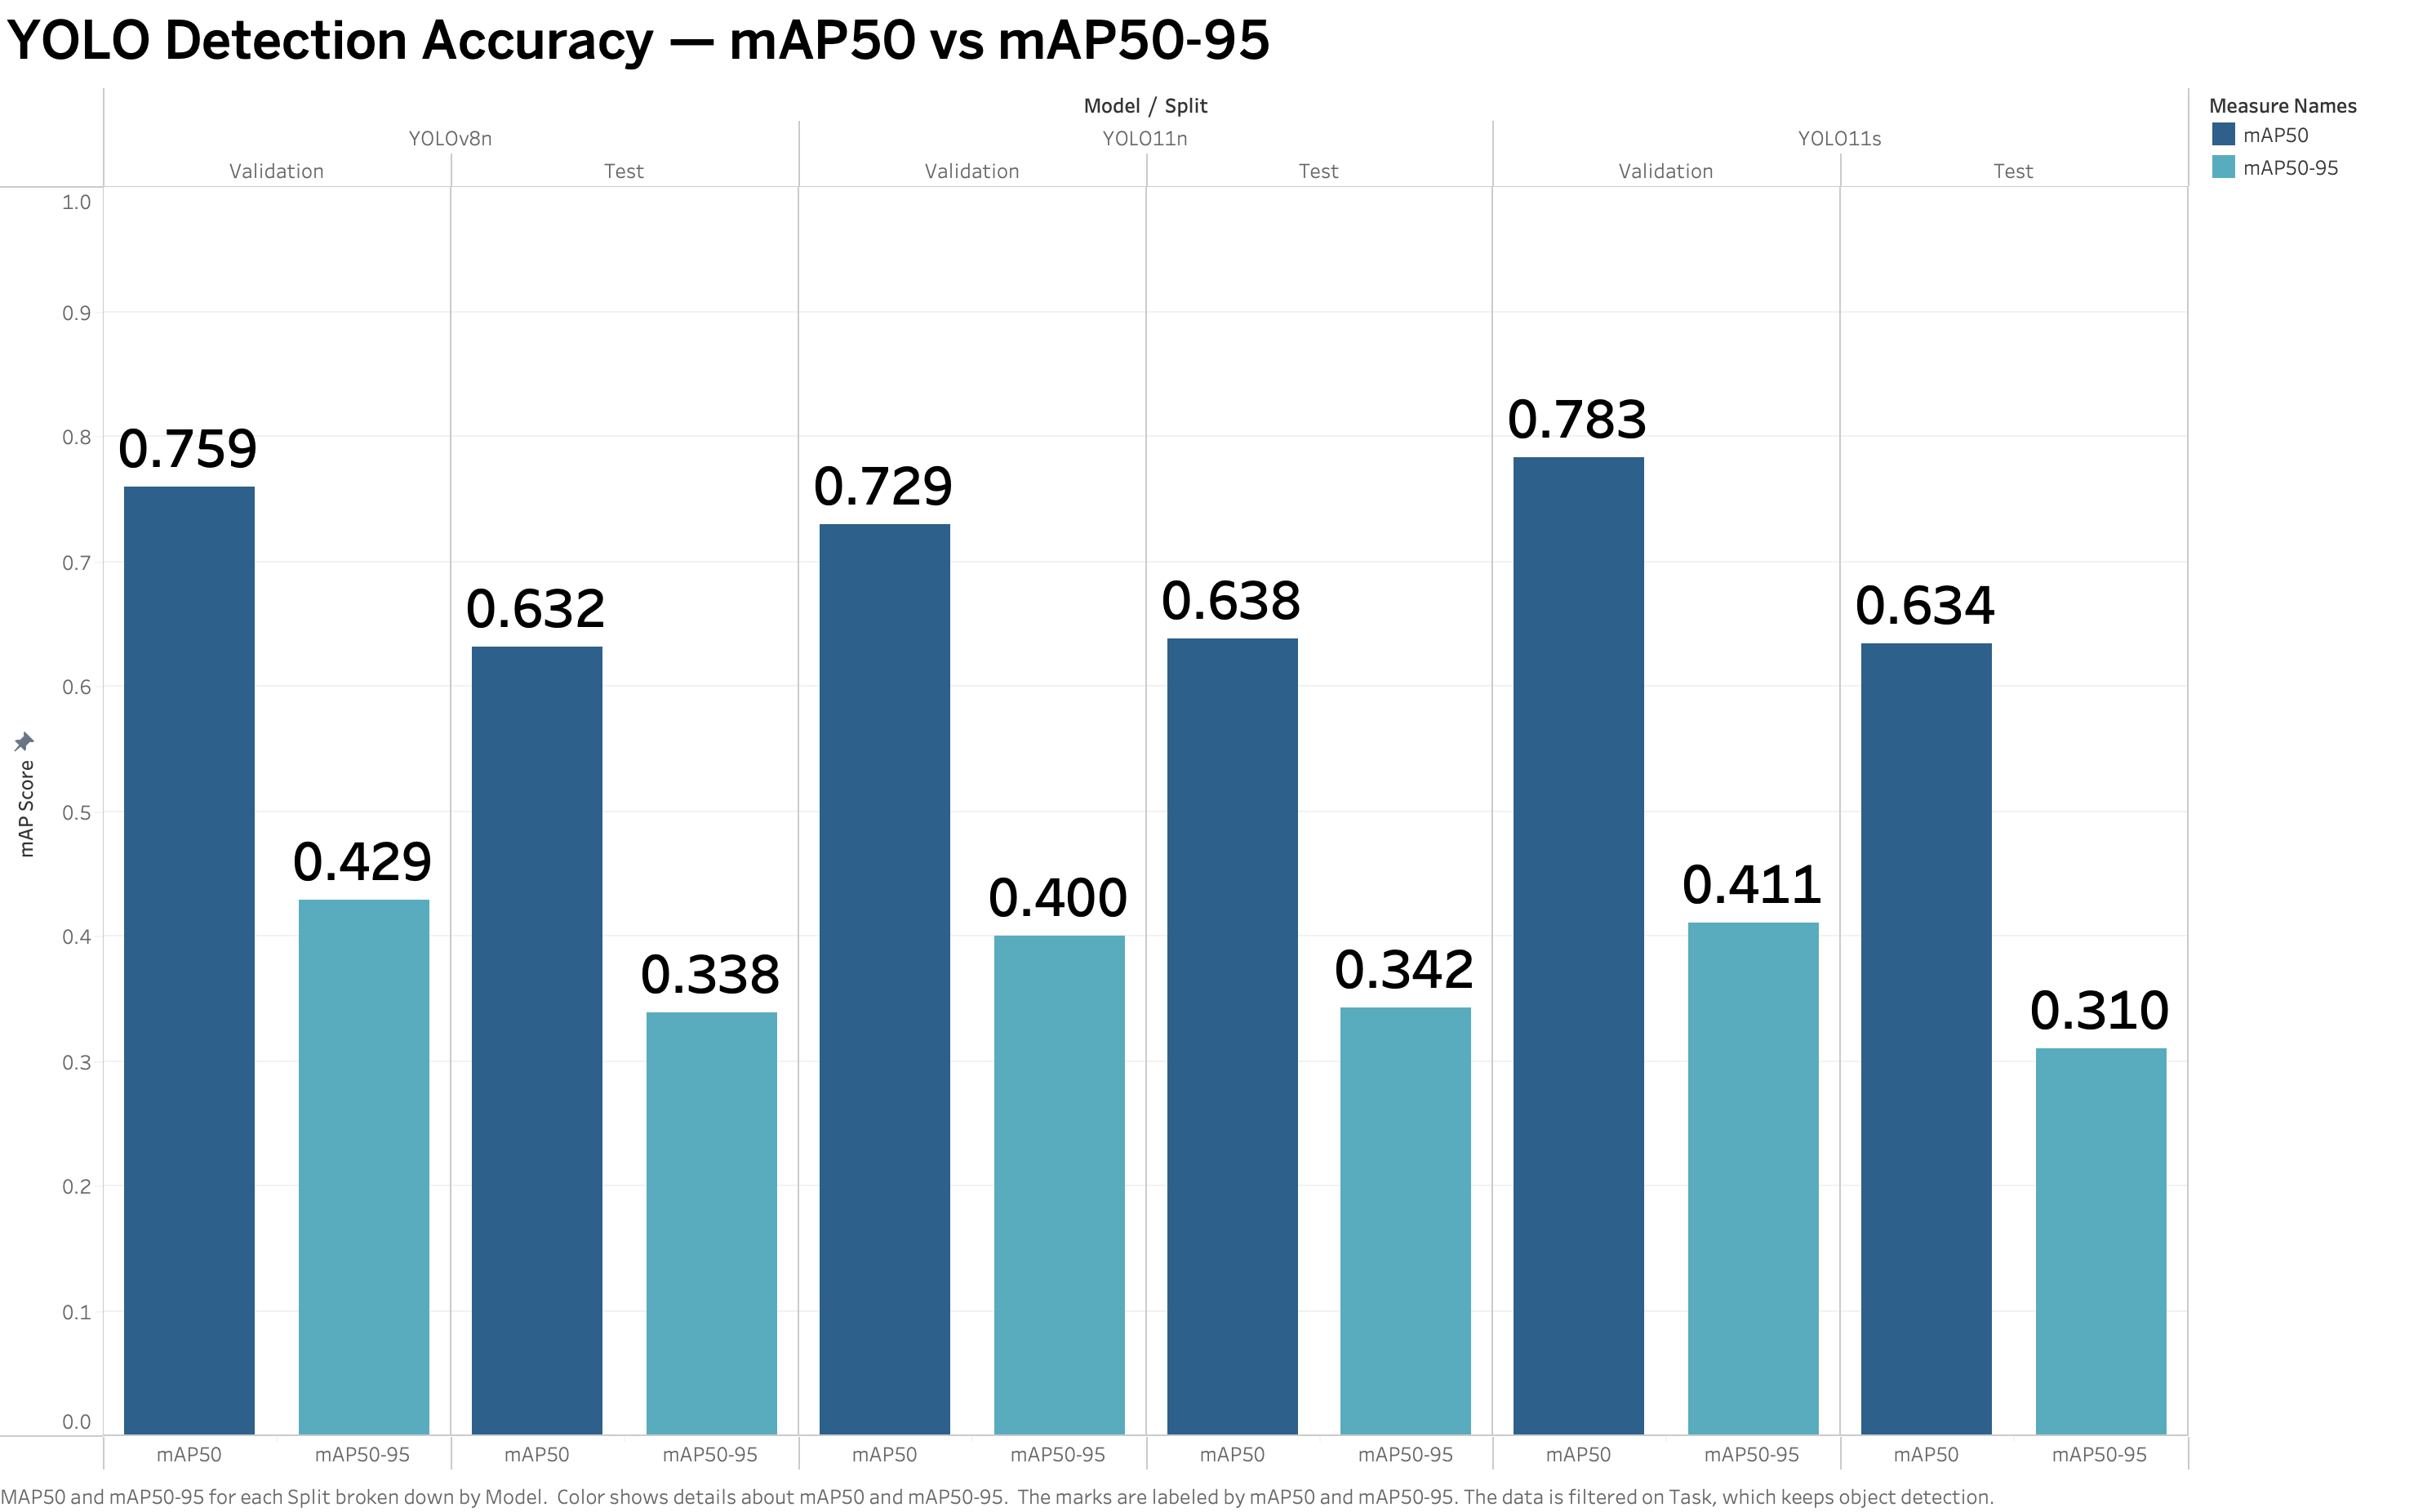 YOLO Detection Accuracy — mAP50 vs mAP50-95
Model / Split
Measure Names
YOLOv8n YOLO11n YOLO11s
mAP50
Validation Test Validation Test Validation Test
mAP50-95
1.0
0.9
0.8
0.7
0.6
0.5
0.4
0.3
0.2
0.1
0.0
mAP Score
0.759
0.429
0.632
0.338
0.729
0.400
0.638
0.342
0.783
0.411
0.634
0.310
mAP50 mAP50-95 mAP50 mAP50-95 mAP50 mAP50-95 mAP50 mAP50-95 mAP50 mAP50-95 mAP50 mAP50-95
MAP50 and mAP50-95 for each Split broken down by Model.  Color shows details about mAP50 and mAP50-95.  The marks are labeled by mAP50 and mAP50-95. The data is filtered on Task, which keeps object detection.